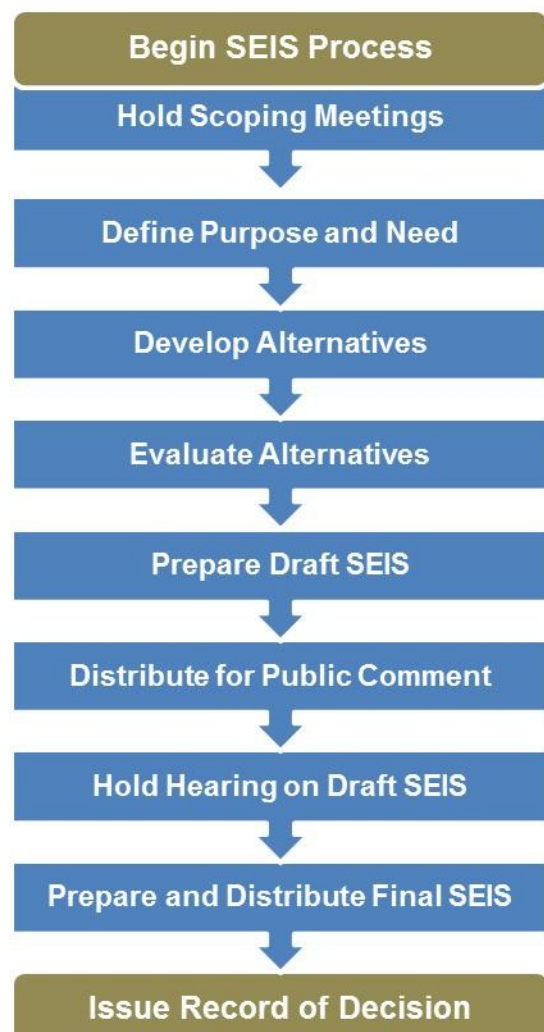 Begin SEIS Process
Hold Scoping Meetings
Define Purpose and Need
Develop Alternatives
Evaluate Alternatives
Prepare Draft SEIS
Distribute for Public Comment
Hold Hearing on Draft SEIS
Prepare and Distribute Final SEIS
Issue Record of Decision